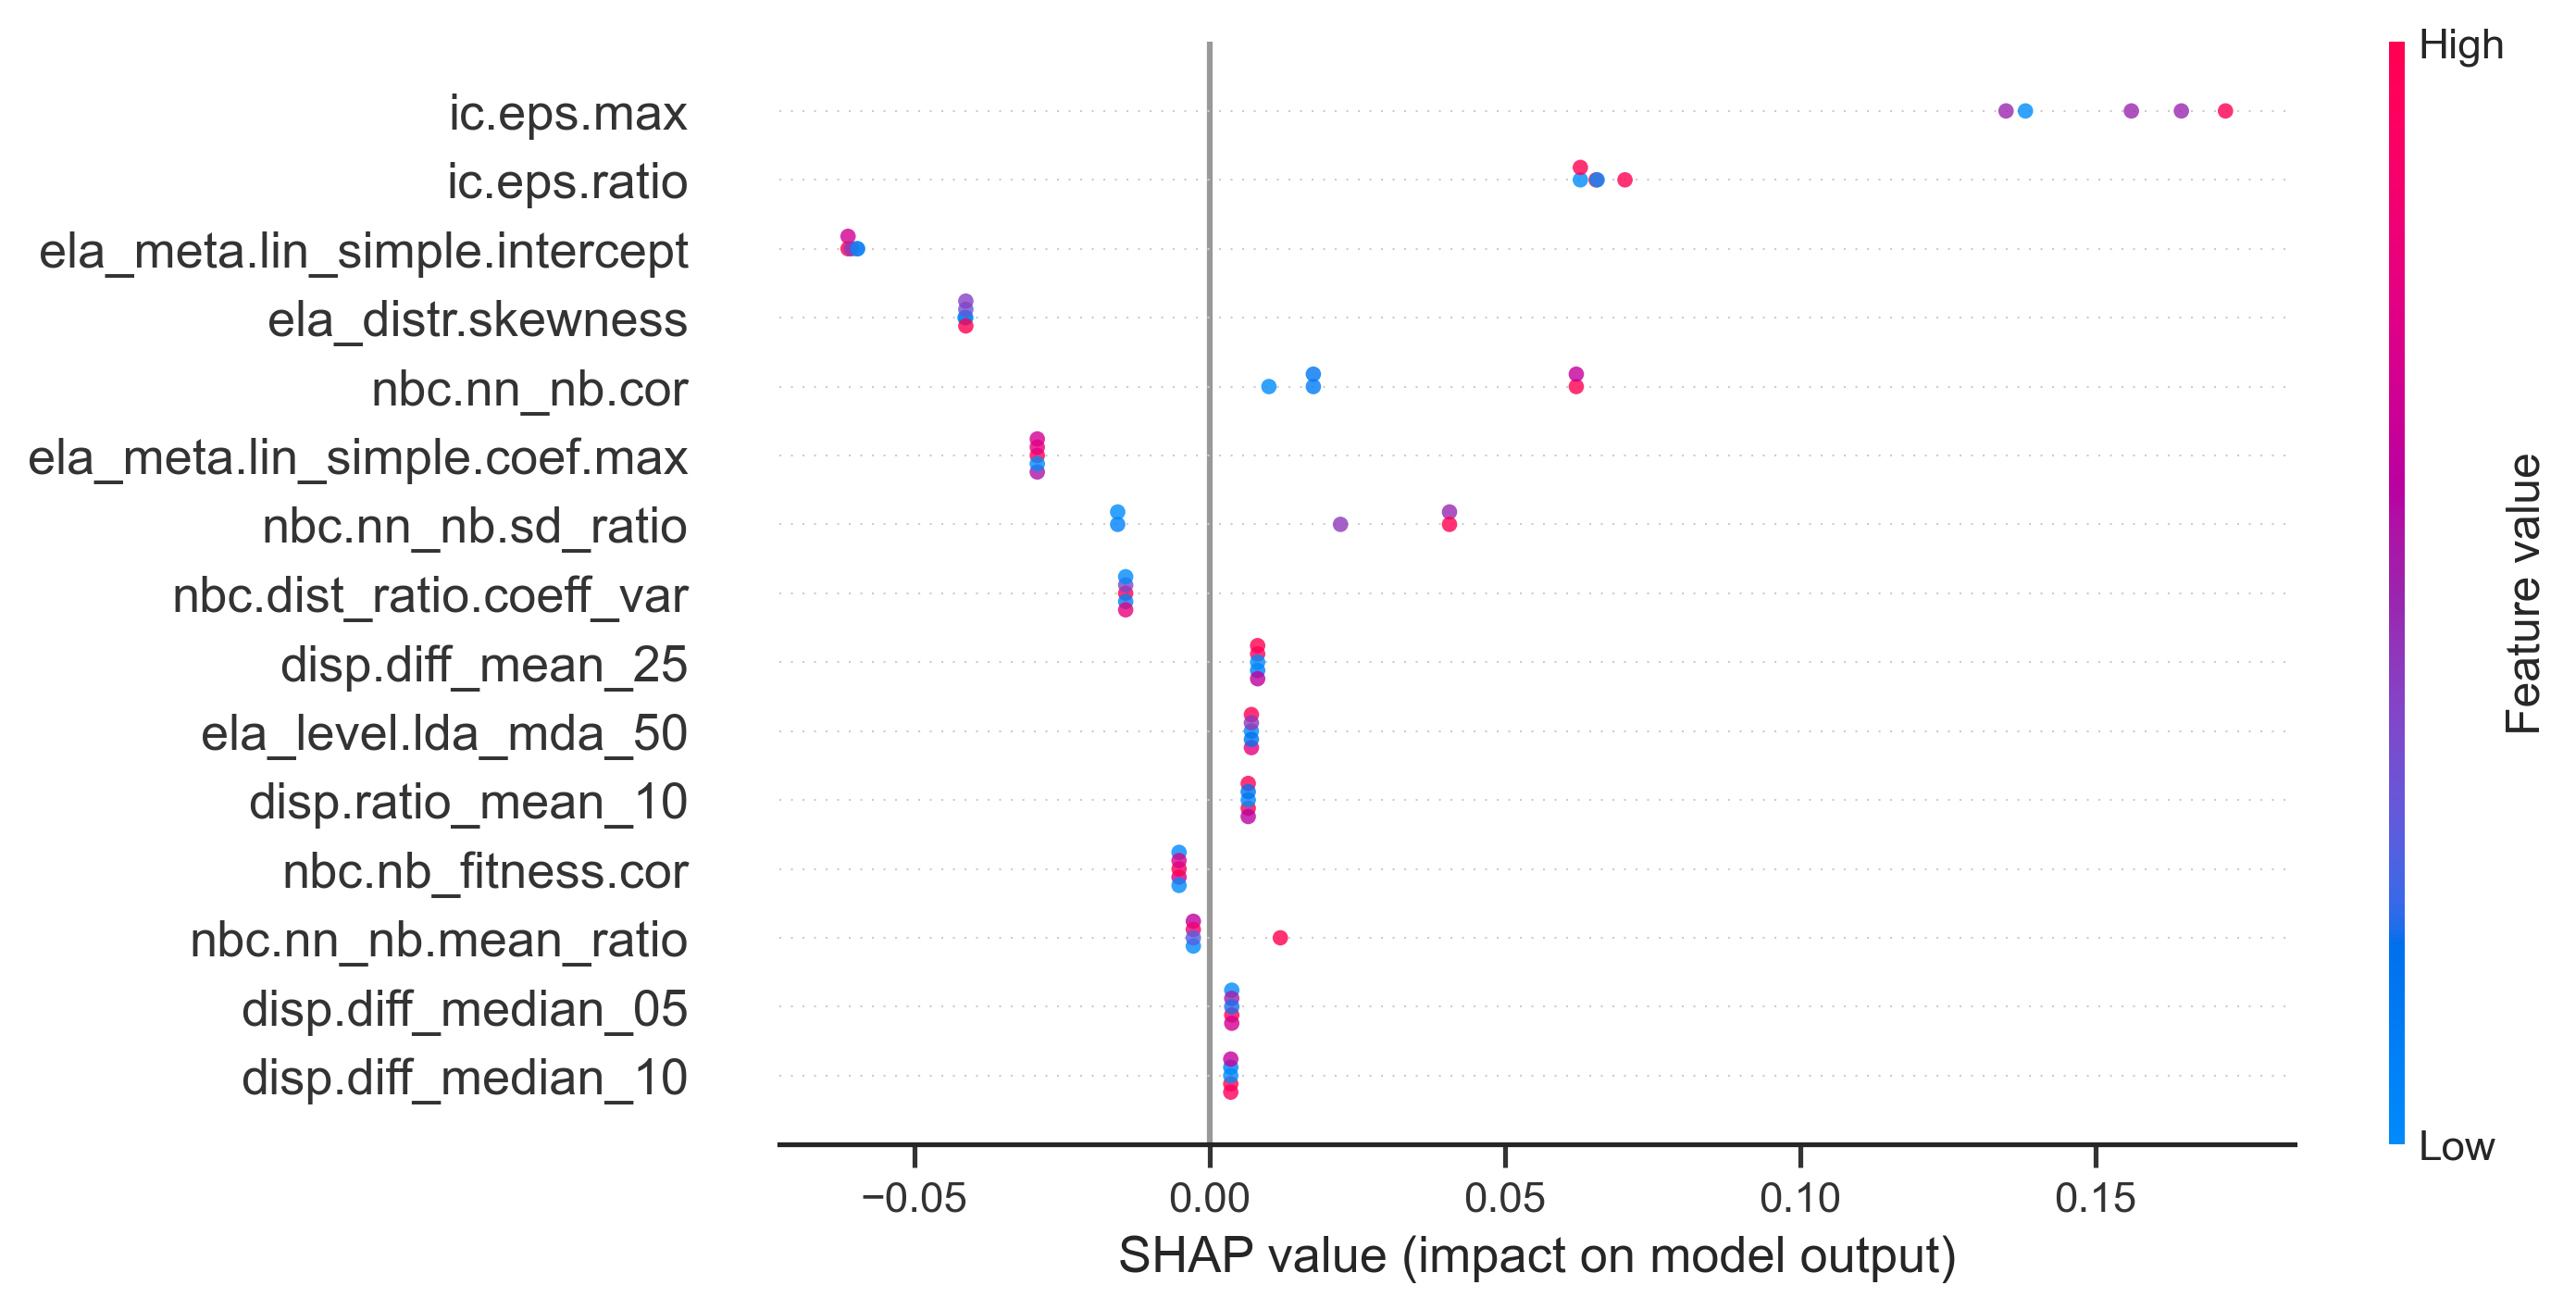 High
ic.eps.max
ic.eps.ratio
ela_meta.lin_simple.intercept
ela_distr.skewness
nbc.nn_nb.cor
ela_meta.lin_simple.coef.max
nbc.nn_nb.sd_ratio
nbc.dist_ratio.coeff_var
disp.diff_mean_25
ela_level.lda_mda_50
disp.ratio_mean_10
nbc.nb_fitness.cor
nbc.nn_nb.mean_ratio
disp.diff_median_05
disp.diff_median_10
Feature value
Low
−0.05 0.00 0.05 0.10 0.15
SHAP value (impact on model output)